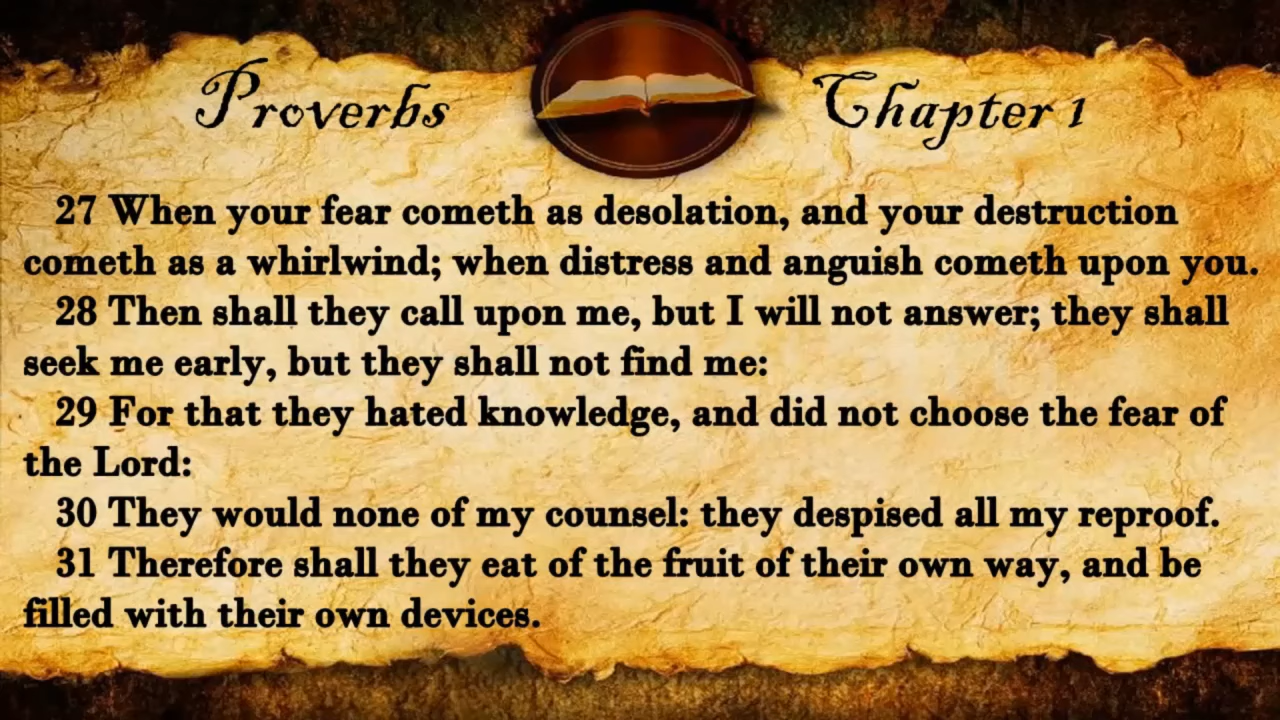 Proverbs Chapter 1
27 When your fear cometh as desolation, and your destruction
cometh as a whirlwind; when distress and anguish cometh upon you.
28 Then shall they call upon me, but I will not answer; they shall
seek me early, but they shall not find me:
29 For that they hated knowledge, and did not choose the fear of
the Lord:
30 They would none of my counsel: they despised all my reproof.
31 Therefore shall they eat of the fruit of their own way, and be
filled with their own devices.